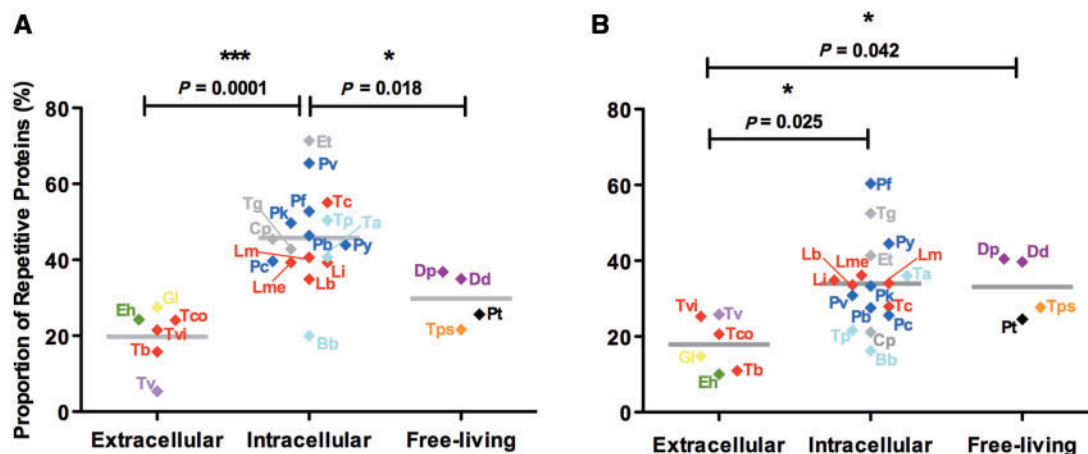 A
***
*
P = 0.0001
P = 0.018
Proportion of Repetitive Proteins (%)
80
60
40
20
0
Et
Pv
Tg
Pf
Tc
Pk
Tp
Ta
Cp
Lm
Pb
Py
Pc
Li
Lme
Lb
Bb
Dp
Dd
Pt
Tps
Gl
Eh
Tco
Tvi
Tb
Tv
Extracellular
Intracellular
Free-living
B
*
P = 0.042
*
P = 0.025
80
60
40
20
0
Pf
Tg
Py
Lb
Lme
Et
Lm
Ta
Li
Pv
Pk
Tc
Pb
Pc
Tp
Cp
Bb
Tvi
Tv
Tco
Gl
Eh
Tb
Dp
Dd
Tps
Pt
Extracellular
Intracellular
Free-living